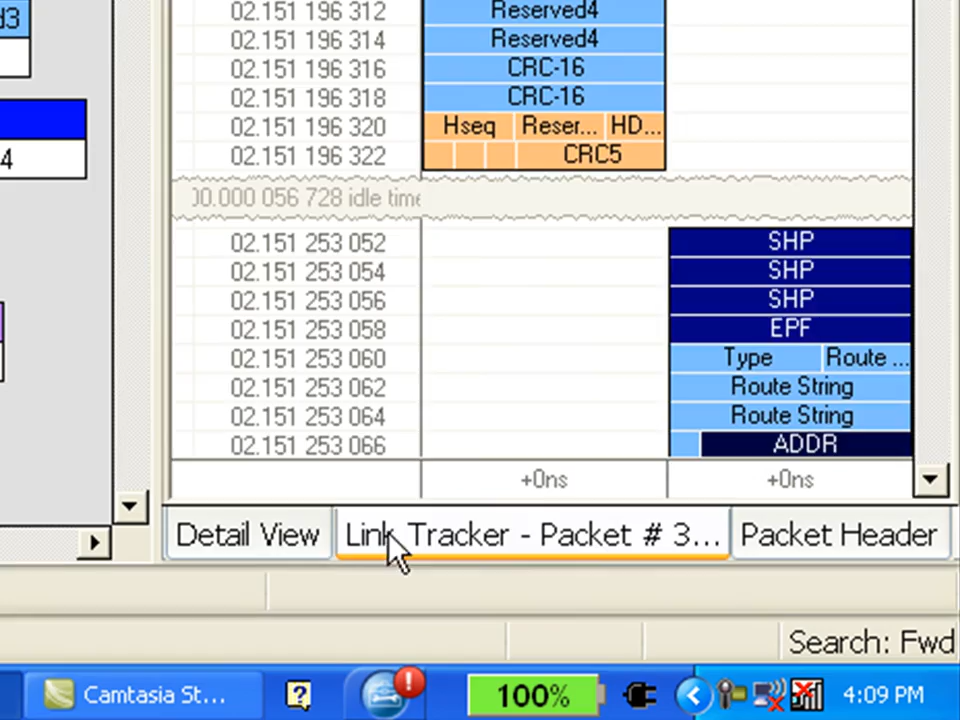 d3
4
02.151 196 312 Reserved4
02.151 196 314 Reserved4
02.151 196 316 CRC-16
02.151 196 318 CRC-16
02.151 196 320 Hseq Reser... HD...
02.151 196 322 CRC5
00.000 056 728 idle time
02.151 253 052 SHP
02.151 253 054 SHP
02.151 253 056 SHP
02.151 253 058 EPF
02.151 253 060 Type Route ...
02.151 253 062 Route String
02.151 253 064 Route String
02.151 253 066 ADDR
+0ns +0ns
Detail View Link Tracker - Packet # 3... Packet Header
Search: Fwd
Camtasia St... 100% 4:09 PM